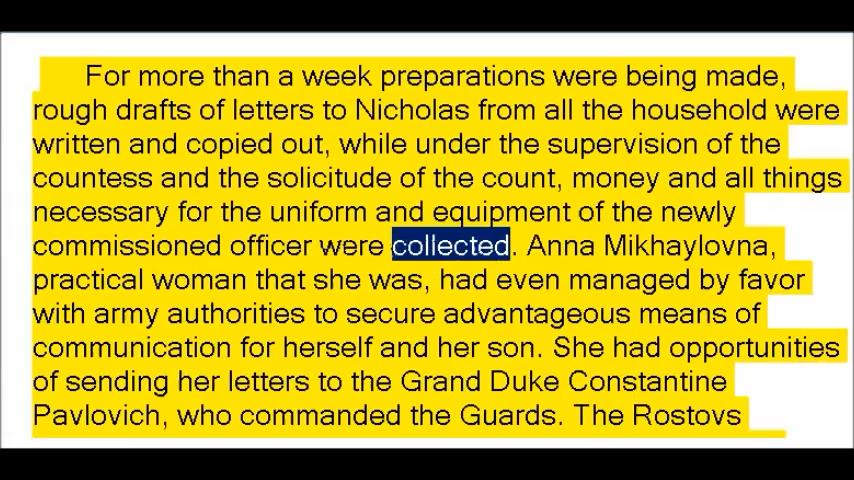 For more than a week preparations were being made,
rough drafts of letters to Nicholas from all the household were
written and copied out, while under the supervision of the
countess and the solicitude of the count, money and all things
necessary for the uniform and equipment of the newly
commissioned officer were collected. Anna Mikhaylovna,
practical woman that she was, had even managed by favor
with army authorities to secure advantageous means of
communication for herself and her son. She had opportunities
of sending her letters to the Grand Duke Constantine
Pavlovich, who commanded the Guards. The Rostovs